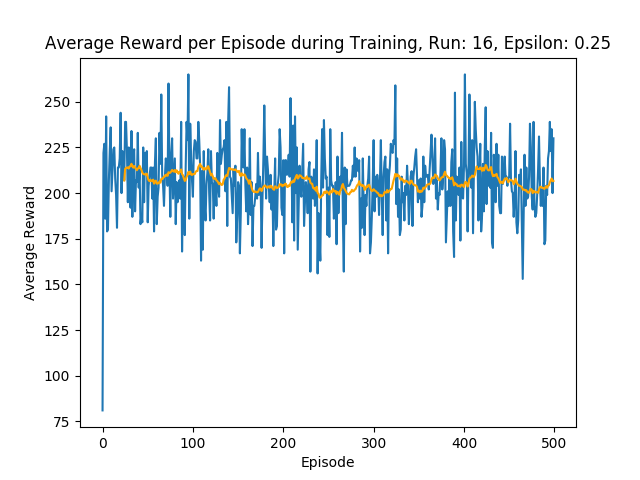 Average Reward per Episode during Training, Run: 16, Epsilon: 0.25
250
225
200
175
150
125
100
75
Average Reward
0 100 200 300 400 500
Episode